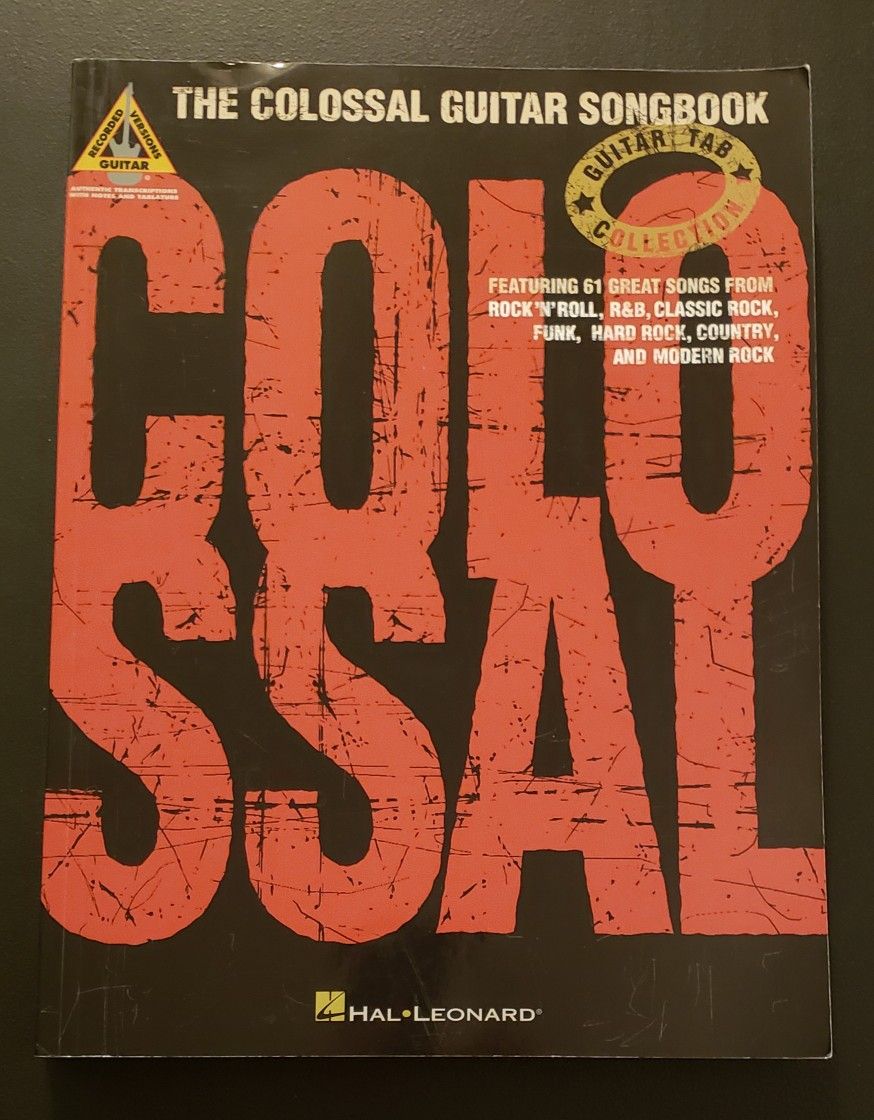 THE COLOSSAL GUITAR SONGBOOK
RECORDED VERSIONS
GUITAR
®
AUTHENTIC TRANSCRIPTIONS
WITH NOTES AND TABLATURE
GUITAR TAB
COLLECTION
COLO
SSAL
FEATURING 61 GREAT SONGS FROM
ROCK 'N' ROLL, R&B, CLASSIC ROCK,
FUNK, HARD ROCK, COUNTRY,
AND MODERN ROCK
HAL•LEONARD®